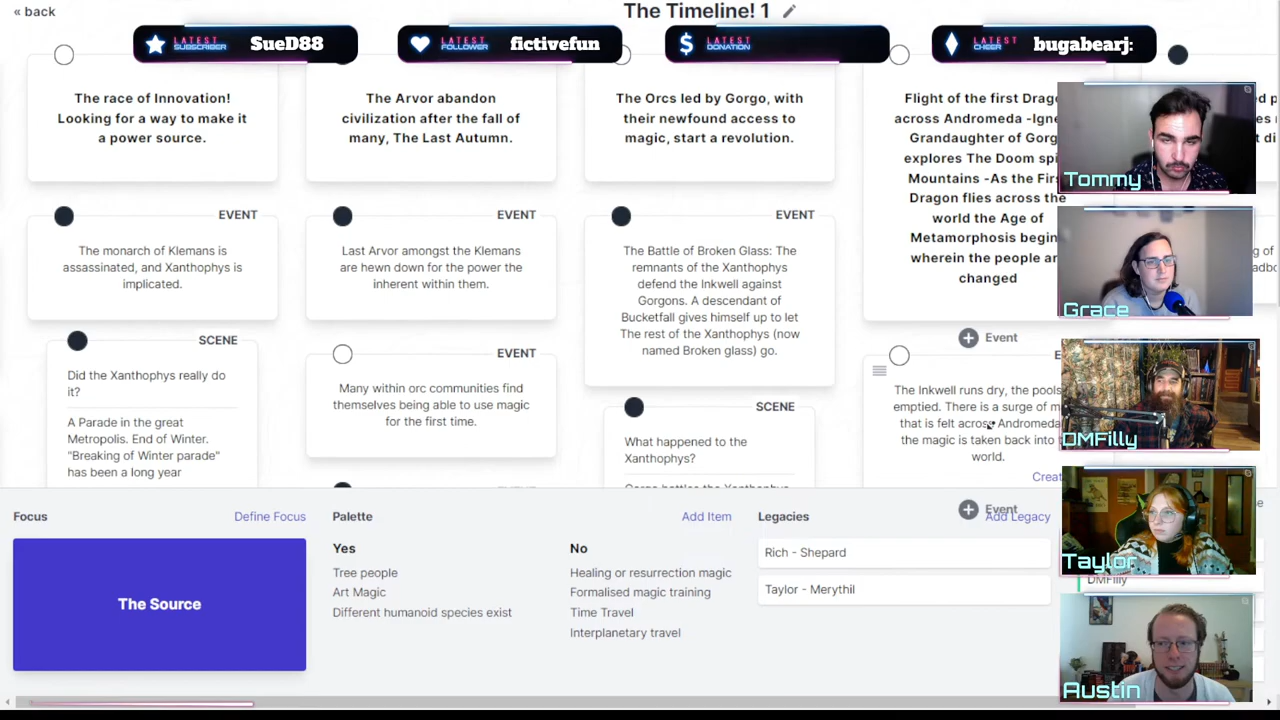 « back
The Timeline! 1
LATEST
SUBSCRIBER
SueD88
LATEST
FOLLOWER
fictivefun
LATEST
DONATION
LATEST
CHEER
bugabearj:
The race of Innovation!
Looking for a way to make it
a power source.
EVENT
The monarch of Klemans is
assassinated, and Xanthophys is
implicated.
SCENE
Did the Xanthophys really do
it?
A Parade in the great
Metropolis. End of Winter.
"Breaking of Winter parade"
has been a long year
The Arvor abandon
civilization after the fall of
many, The Last Autumn.
EVENT
Last Arvor amongst the Klemans
are hewn down for the power the
inherent within them.
EVENT
Many within orc communities find
themselves being able to use magic
for the first time.
The Orcs led by Gorgo, with
their newfound access to
magic, start a revolution.
EVENT
The Battle of Broken Glass: The
remnants of the Xanthophys
defend the Inkwell against
Gorgons. A descendant of
Bucketfall gives himself up to let
The rest of the Xanthophys (now
named Broken glass) go.
SCENE
What happened to the
Xanthophys?
Flight of the first
across Andromeda
Grandaughter of
explores The Doom
Mountains -As the
Dragon flies across the
world the Age of
Metamorphosis
wherein the people
changed
Event
The Inkwell runs dry, the
emptied. There is a surge of
that is felt across Andromeda
the magic is taken back into
world.
Event
Tommy
Grace
DMFilly
Taylor
Austin
Focus
Define Focus
The Source
Palette
Add Item
Yes
Tree people
Art Magic
Different humanoid species exist
No
Healing or resurrection magic
Formalised magic training
Time Travel
Interplanetary travel
Legacies
Add Legacy
Rich - Shepard
Taylor - Merythil
DMFilly